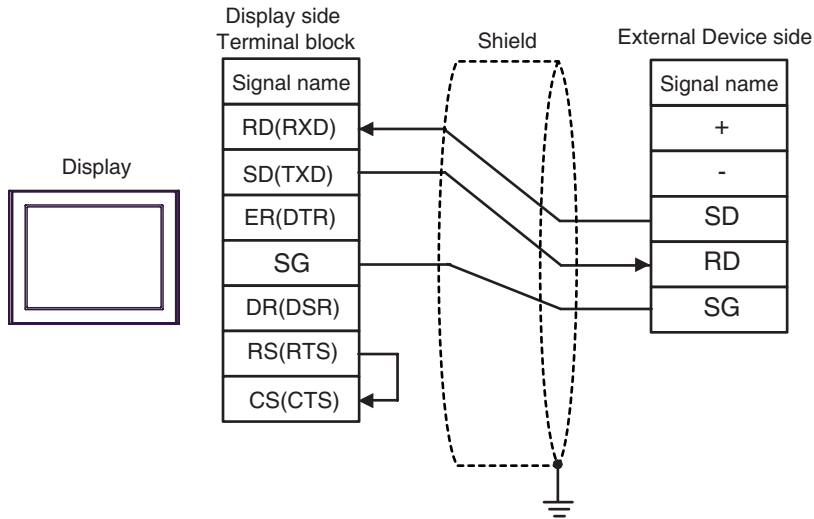 Display side
Terminal block
Shield
External Device side
Display
Signal name
RD(RXD)
SD(TXD)
ER(DTR)
SG
DR(DSR)
RS(RTS)
CS(CTS)
Signal name
+
-
SD
RD
SG